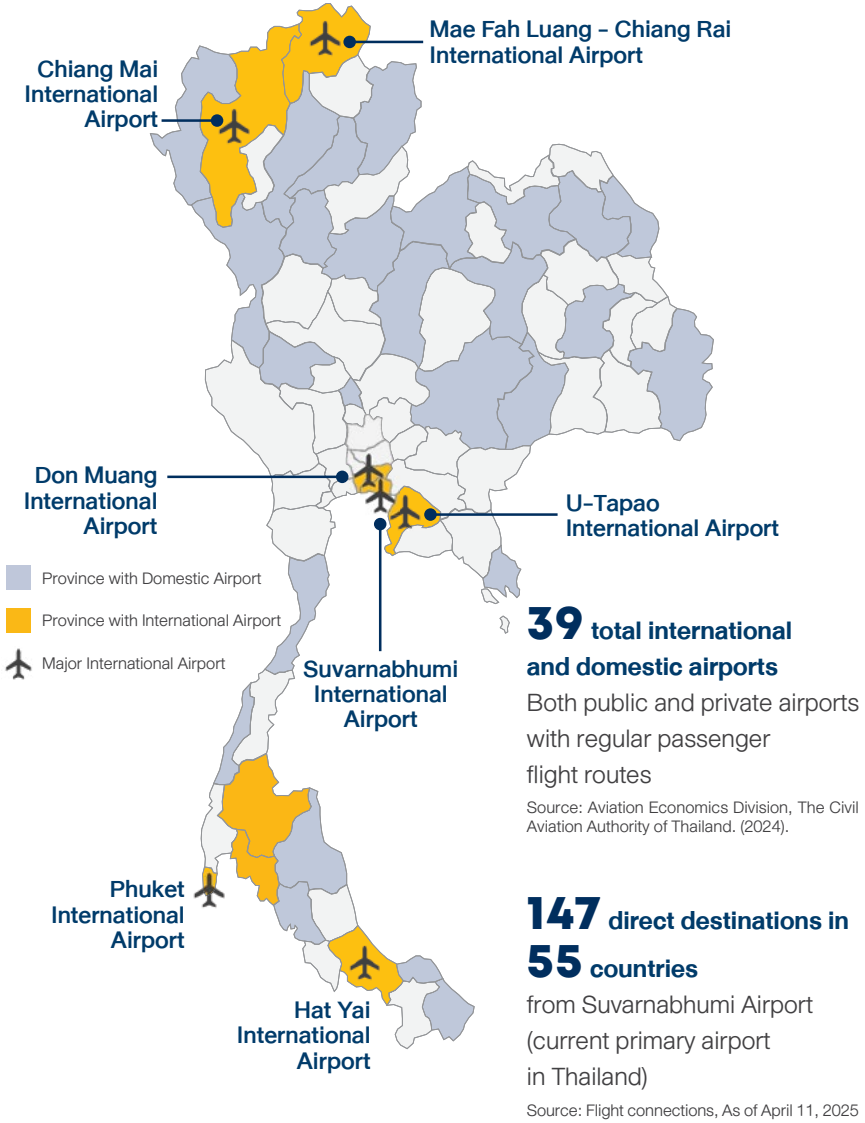 Mae Fah Luang - Chiang Rai
International Airport
Chiang Mai
International
Airport
Don Muang
International
Airport
U-Tapao
International Airport
Province with Domestic Airport
Province with International Airport
Major International Airport
Suvarnabhumi
International
Airport
39 total international
and domestic airports
Both public and private airports
with regular passenger
flight routes
Source: Aviation Economics Division, The Civil
Aviation Authority of Thailand. (2024).
Phuket
International
Airport
Hat Yai
International
Airport
147 direct destinations in
55 countries
from Suvarnabhumi Airport
(current primary airport
in Thailand)
Source: Flight connections, As of April 11, 2025